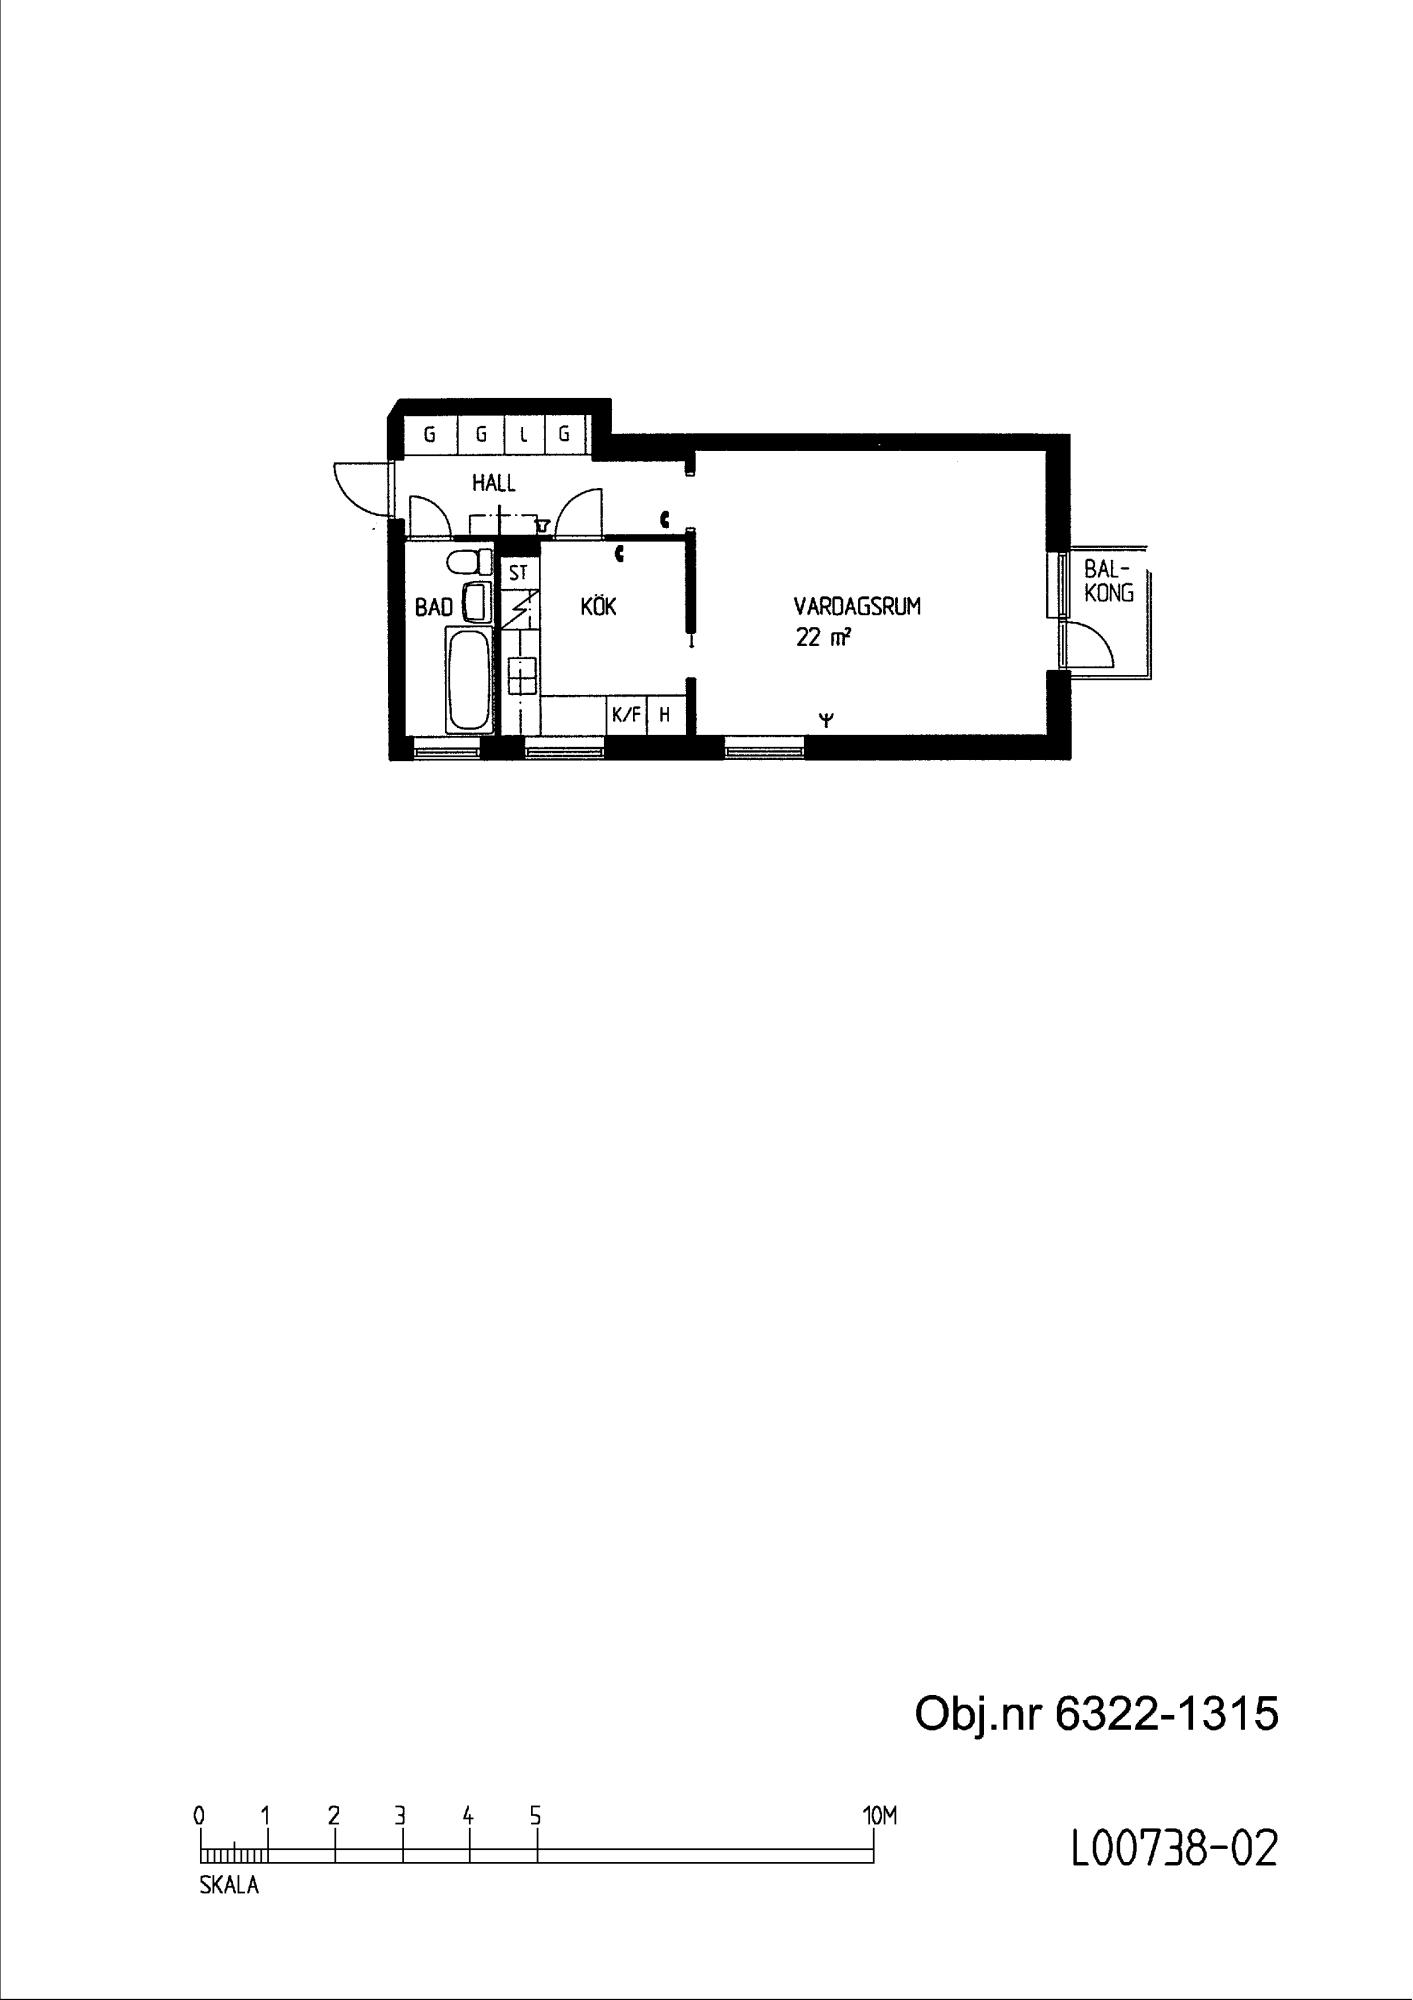 G G L G
HALL
BAL-
KONG
ST
BAD
KÖK
VARDAGSRUM
22 m²
K/F H
Obj.nr 6322-1315
0 1 2 3 4 5 10M
SKALA
L00738-02